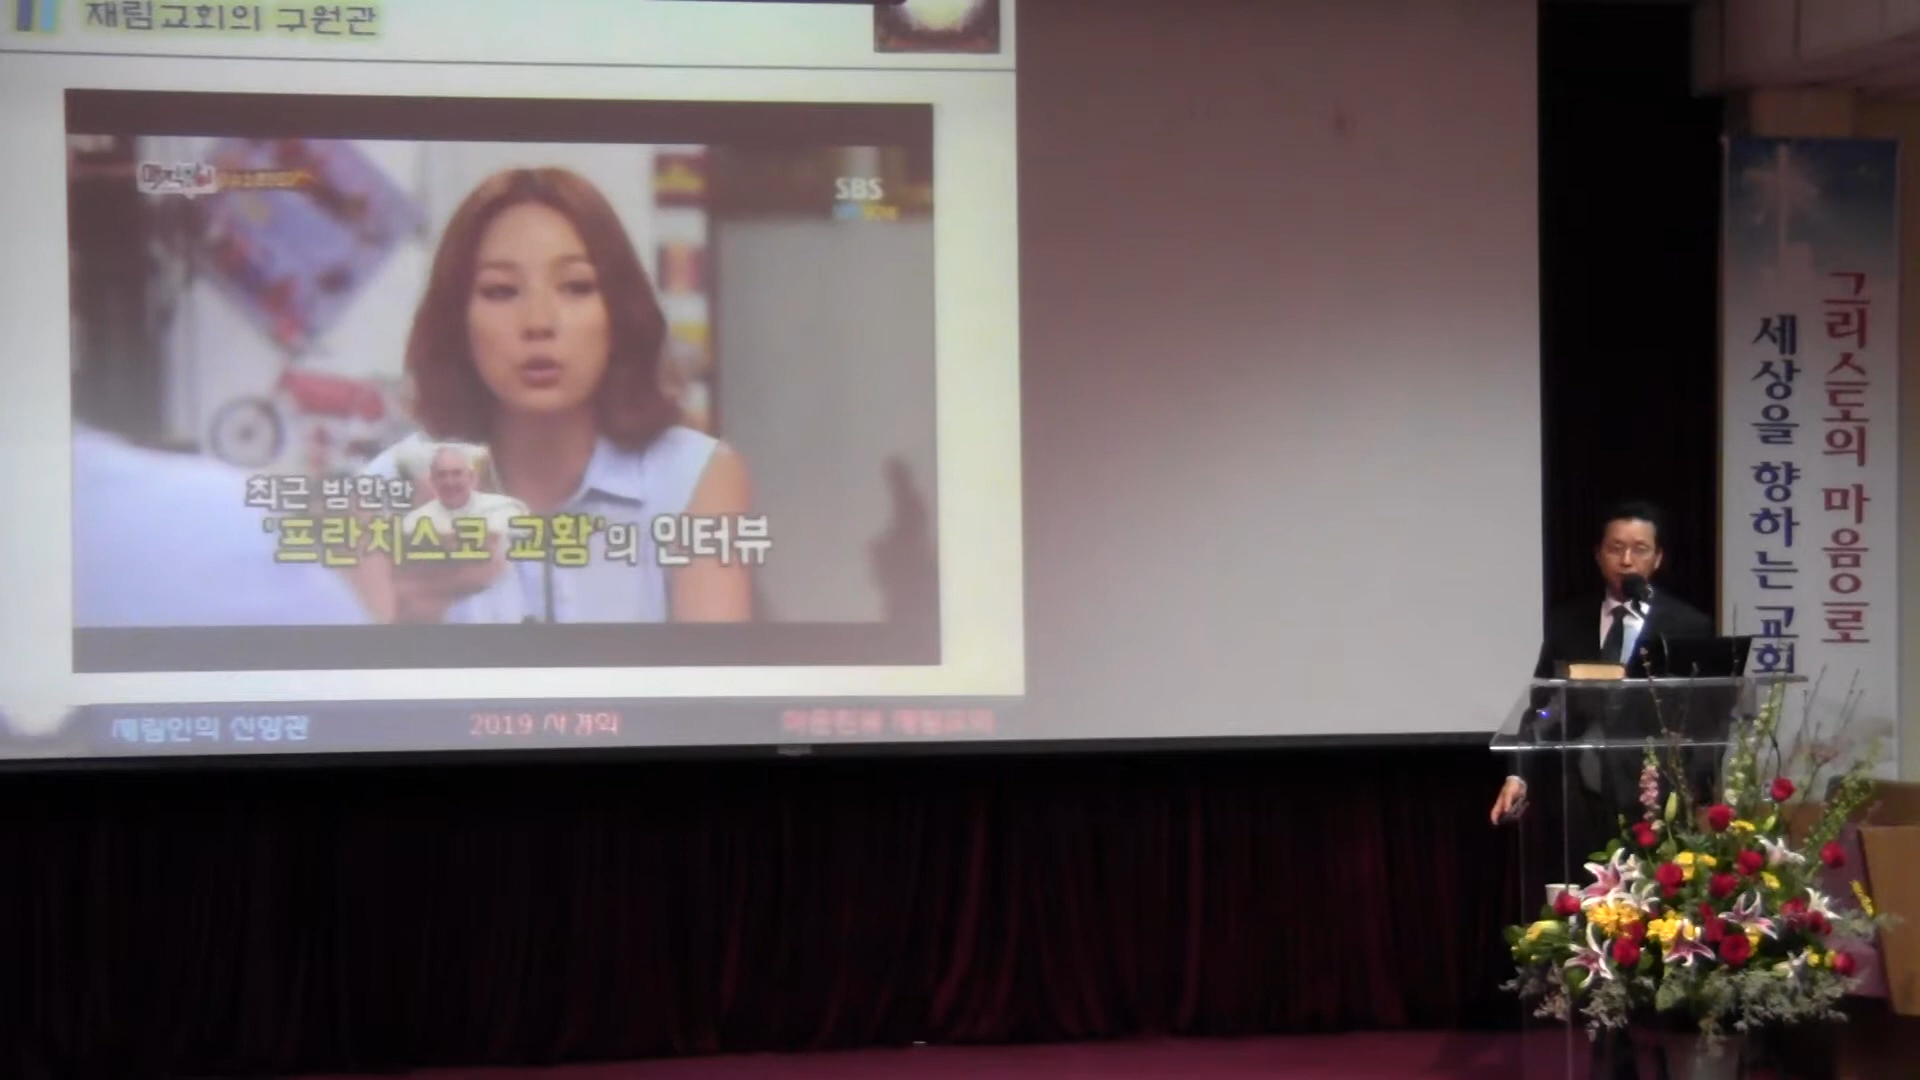 재림교회의 구원관
SBS
최근 방한한
'프란치스코 교황'의 인터뷰
재림인의 신앙관
2019 사경회
그리스도의 마음으로
세상을 향하는 교회